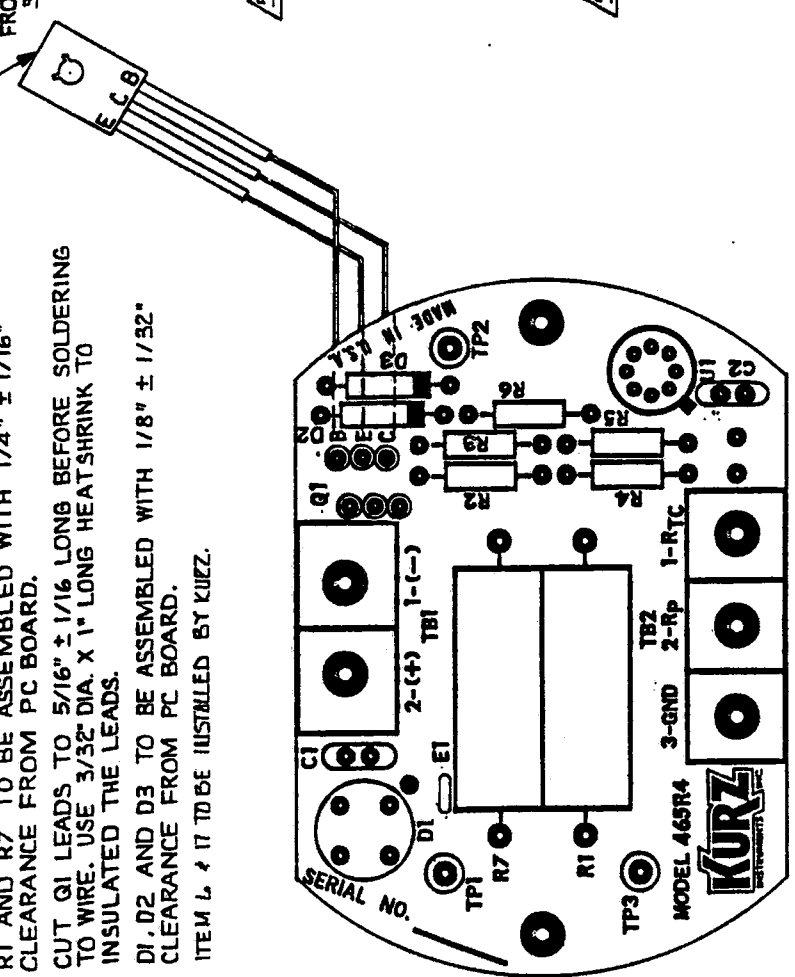 FRO
R1 AND R7 TO BE ASSEMBLED WITH 1/4" ± 1/16"
CLEARANCE FROM PC BOARD.
CUT Q1 LEADS TO 5/16" ± 1/16 LONG BEFORE SOLDERING
TO WIRE. USE 3/32" DIA. X 1" LONG HEATSHRINK TO
INSULATED THE LEADS.
D1, D2 AND D3 TO BE ASSEMBLED WITH 1/8" ± 1/32"
CLEARANCE FROM PC BOARD.
ITEM 6 & 17 TO BE INSTALLED BY KURZ.
E C B
MADE IN U.S.A.
D3
D2
B E C
Q1
TP2
R6
R3
R5
R2
R4
U1
C2
1-(-)
2-(+)
TB1
C1
E1
D1
SERIAL NO.
TP1
R7
R1
TP3
TB2
1-RTC
2-Rp
3-GND
MODEL 465R4
KURZ
INSTRUMENTS INC